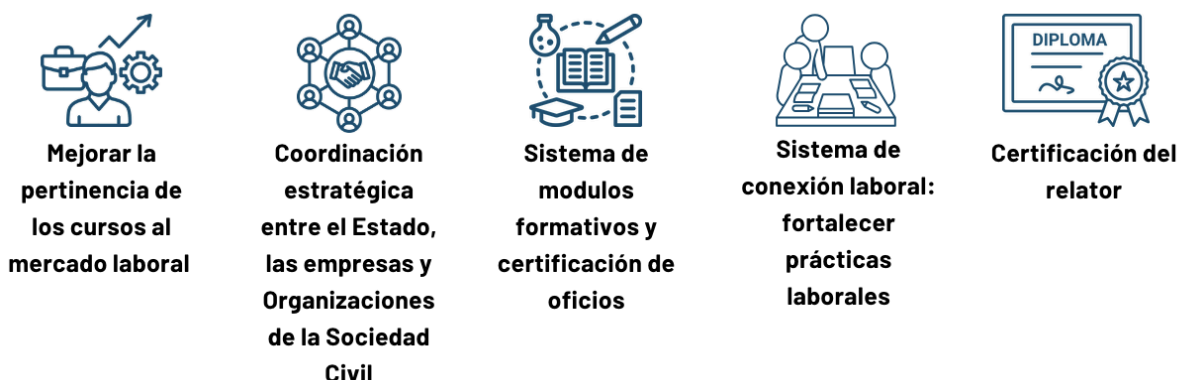 Mejorar la
pertinencia de
los cursos al
mercado laboral
Coordinación
estratégica
entre el Estado,
las empresas y
Organizaciones
de la Sociedad
Civil
Sistema de
modulos
formativos y
certificación de
oficios
Sistema de
conexión laboral:
fortalecer
prácticas
laborales
DIPLOMA
Certificación del
relator